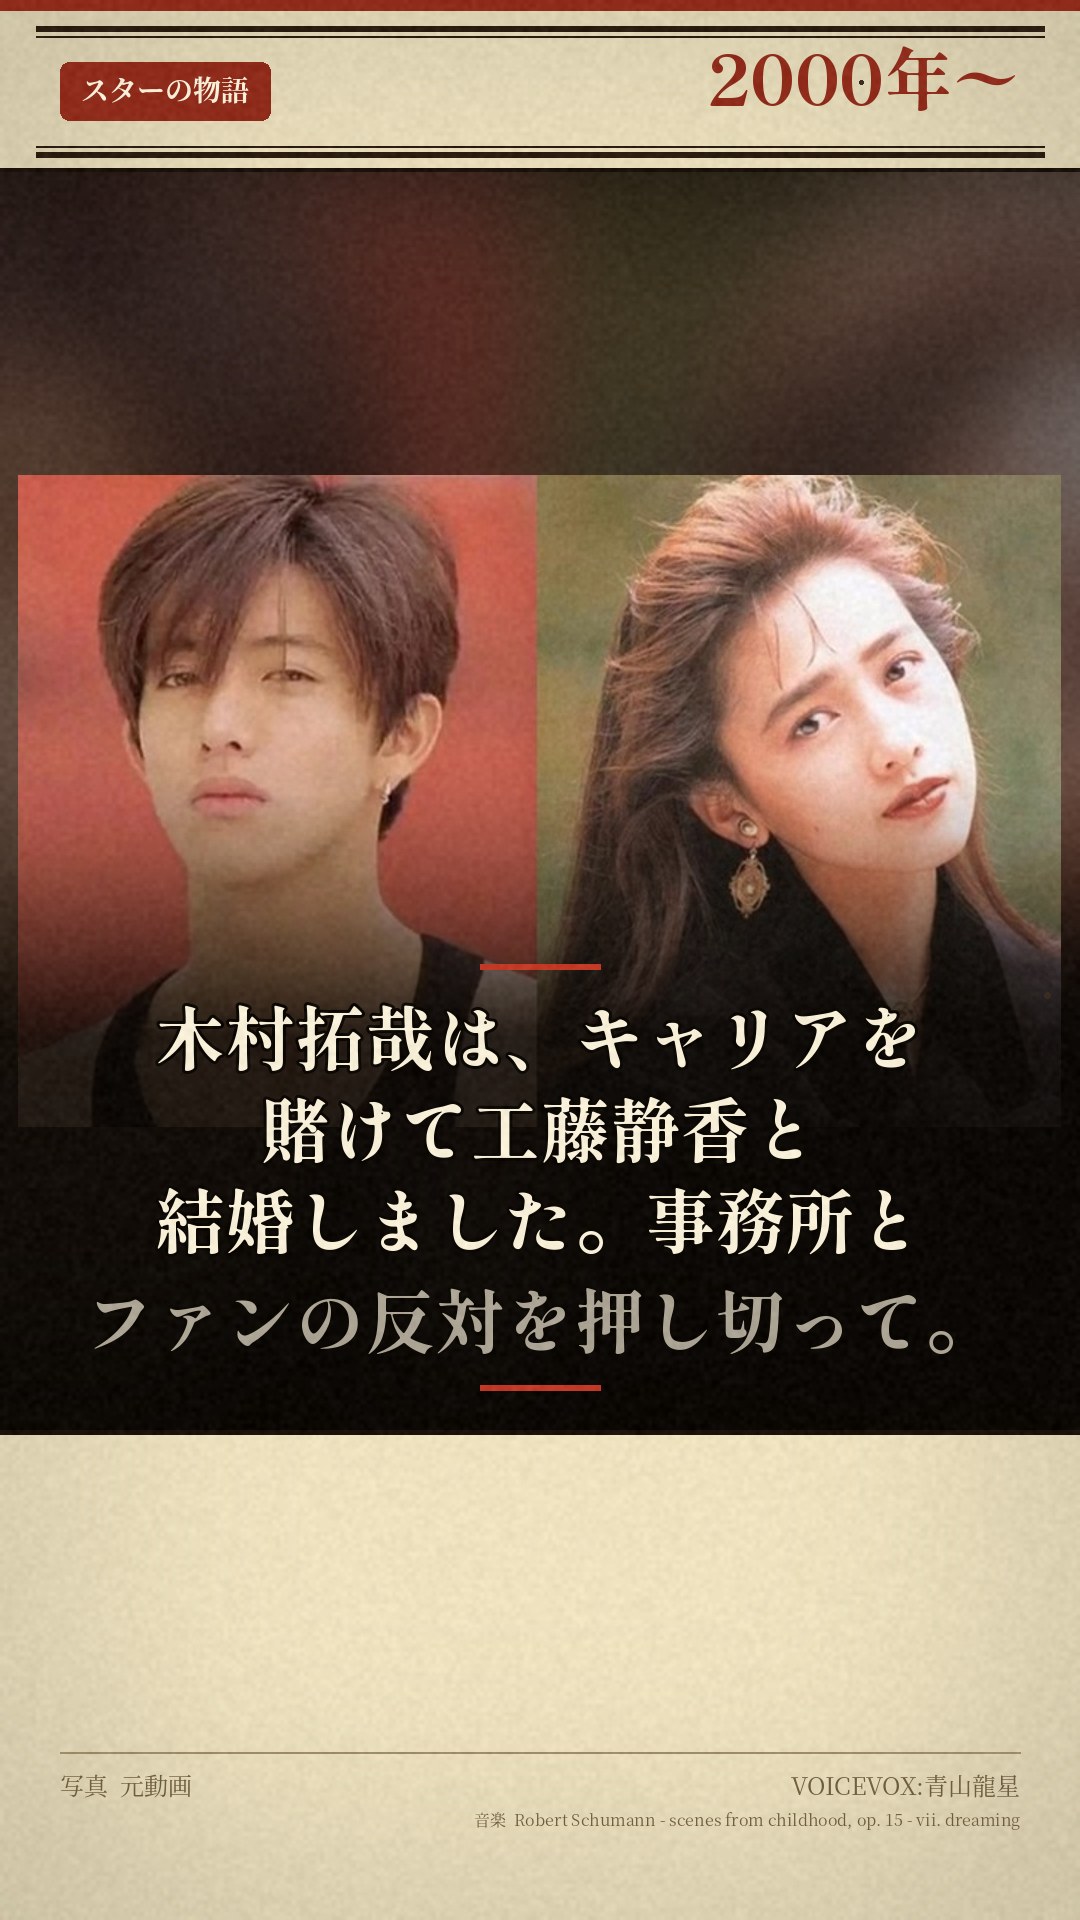 スターの物語
2000年～
木村拓哉は、キャリアを
賭けて工藤静香と
結婚しました。事務所と
ファンの反対を押し切って。
写真 元動画
VOICEVOX:青山龍星
音楽 Robert Schumann - scenes from childhood, op. 15 - vii. dreaming